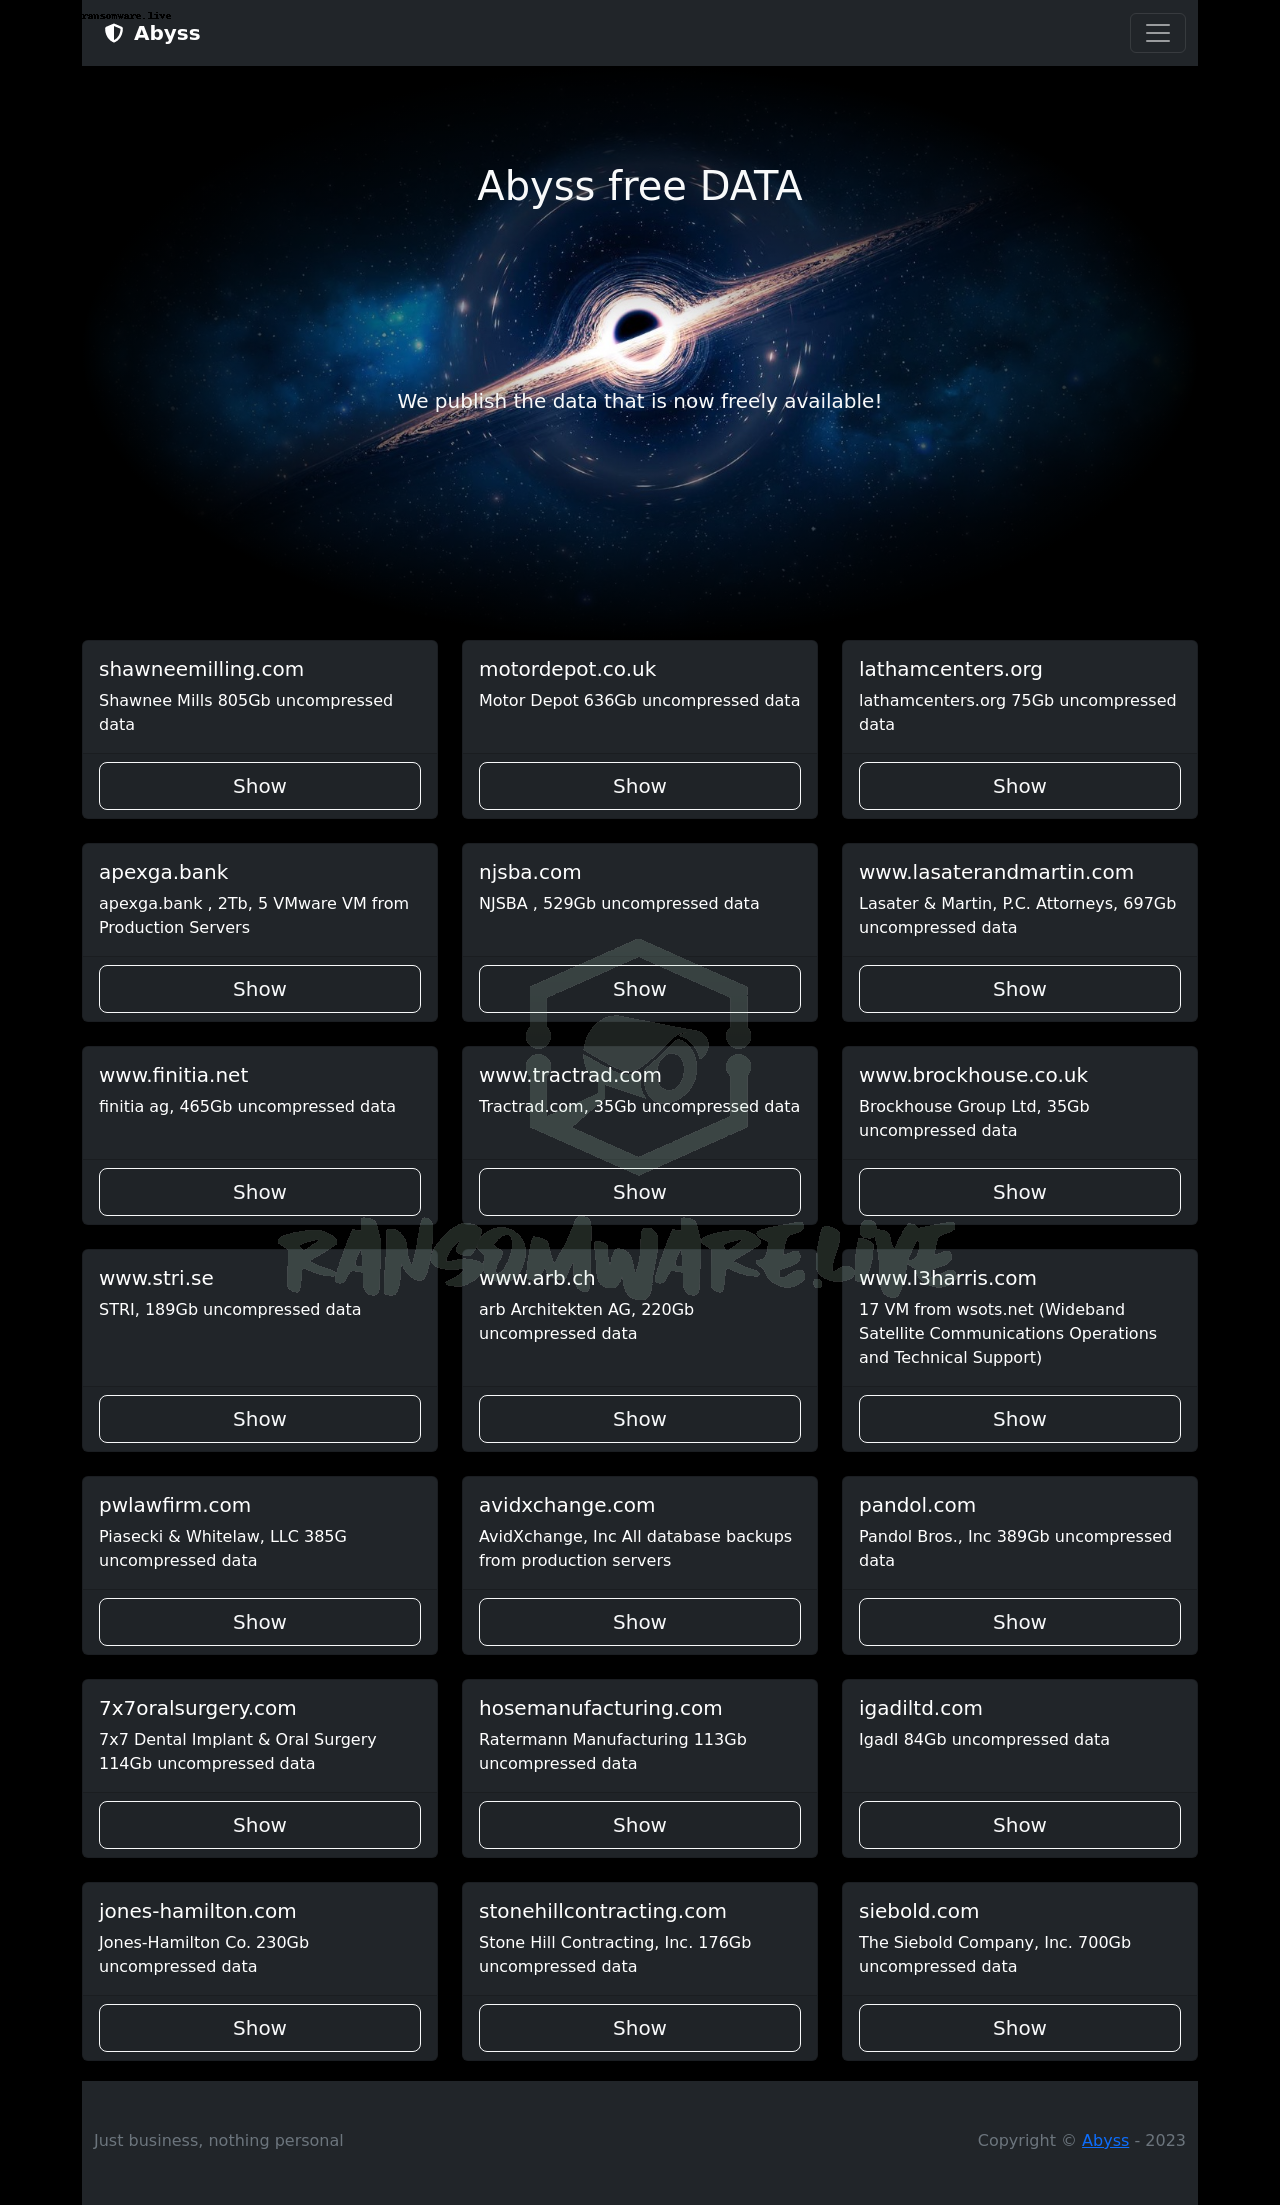 ransomware.live
Abyss
Abyss free DATA
We publish the data that is now freely available!
shawneemilling.com
Shawnee Mills 805Gb uncompressed
data
Show
motordepot.co.uk
Motor Depot 636Gb uncompressed data
Show
lathamcenters.org
lathamcenters.org 75Gb uncompressed
data
Show
apexga.bank
apexga.bank , 2Tb, 5 VMware VM from
Production Servers
Show
njsba.com
NJSBA , 529Gb uncompressed data
Show
www.lasaterandmartin.com
Lasater & Martin, P.C. Attorneys, 697Gb
uncompressed data
Show
www.finitia.net
finitia ag, 465Gb uncompressed data
Show
www.tractrad.com
Tractrad.com, 35Gb uncompressed data
Show
www.brockhouse.co.uk
Brockhouse Group Ltd, 35Gb
uncompressed data
Show
RANSOMWARE.LIVE
www.stri.se
STRI, 189Gb uncompressed data
Show
www.arb.ch
arb Architekten AG, 220Gb
uncompressed data
Show
www.l3harris.com
17 VM from wsots.net (Wideband
Satellite Communications Operations
and Technical Support)
Show
pwlawfirm.com
Piasecki & Whitelaw, LLC 385G
uncompressed data
Show
avidxchange.com
AvidXchange, Inc All database backups
from production servers
Show
pandol.com
Pandol Bros., Inc 389Gb uncompressed
data
Show
7x7oralsurgery.com
7x7 Dental Implant & Oral Surgery
114Gb uncompressed data
Show
hosemanufacturing.com
Ratermann Manufacturing 113Gb
uncompressed data
Show
igadiltd.com
IgadI 84Gb uncompressed data
Show
jones-hamilton.com
Jones-Hamilton Co. 230Gb
uncompressed data
Show
stonehillcontracting.com
Stone Hill Contracting, Inc. 176Gb
uncompressed data
Show
siebold.com
The Siebold Company, Inc. 700Gb
uncompressed data
Show
Just business, nothing personal
Copyright © Abyss - 2023